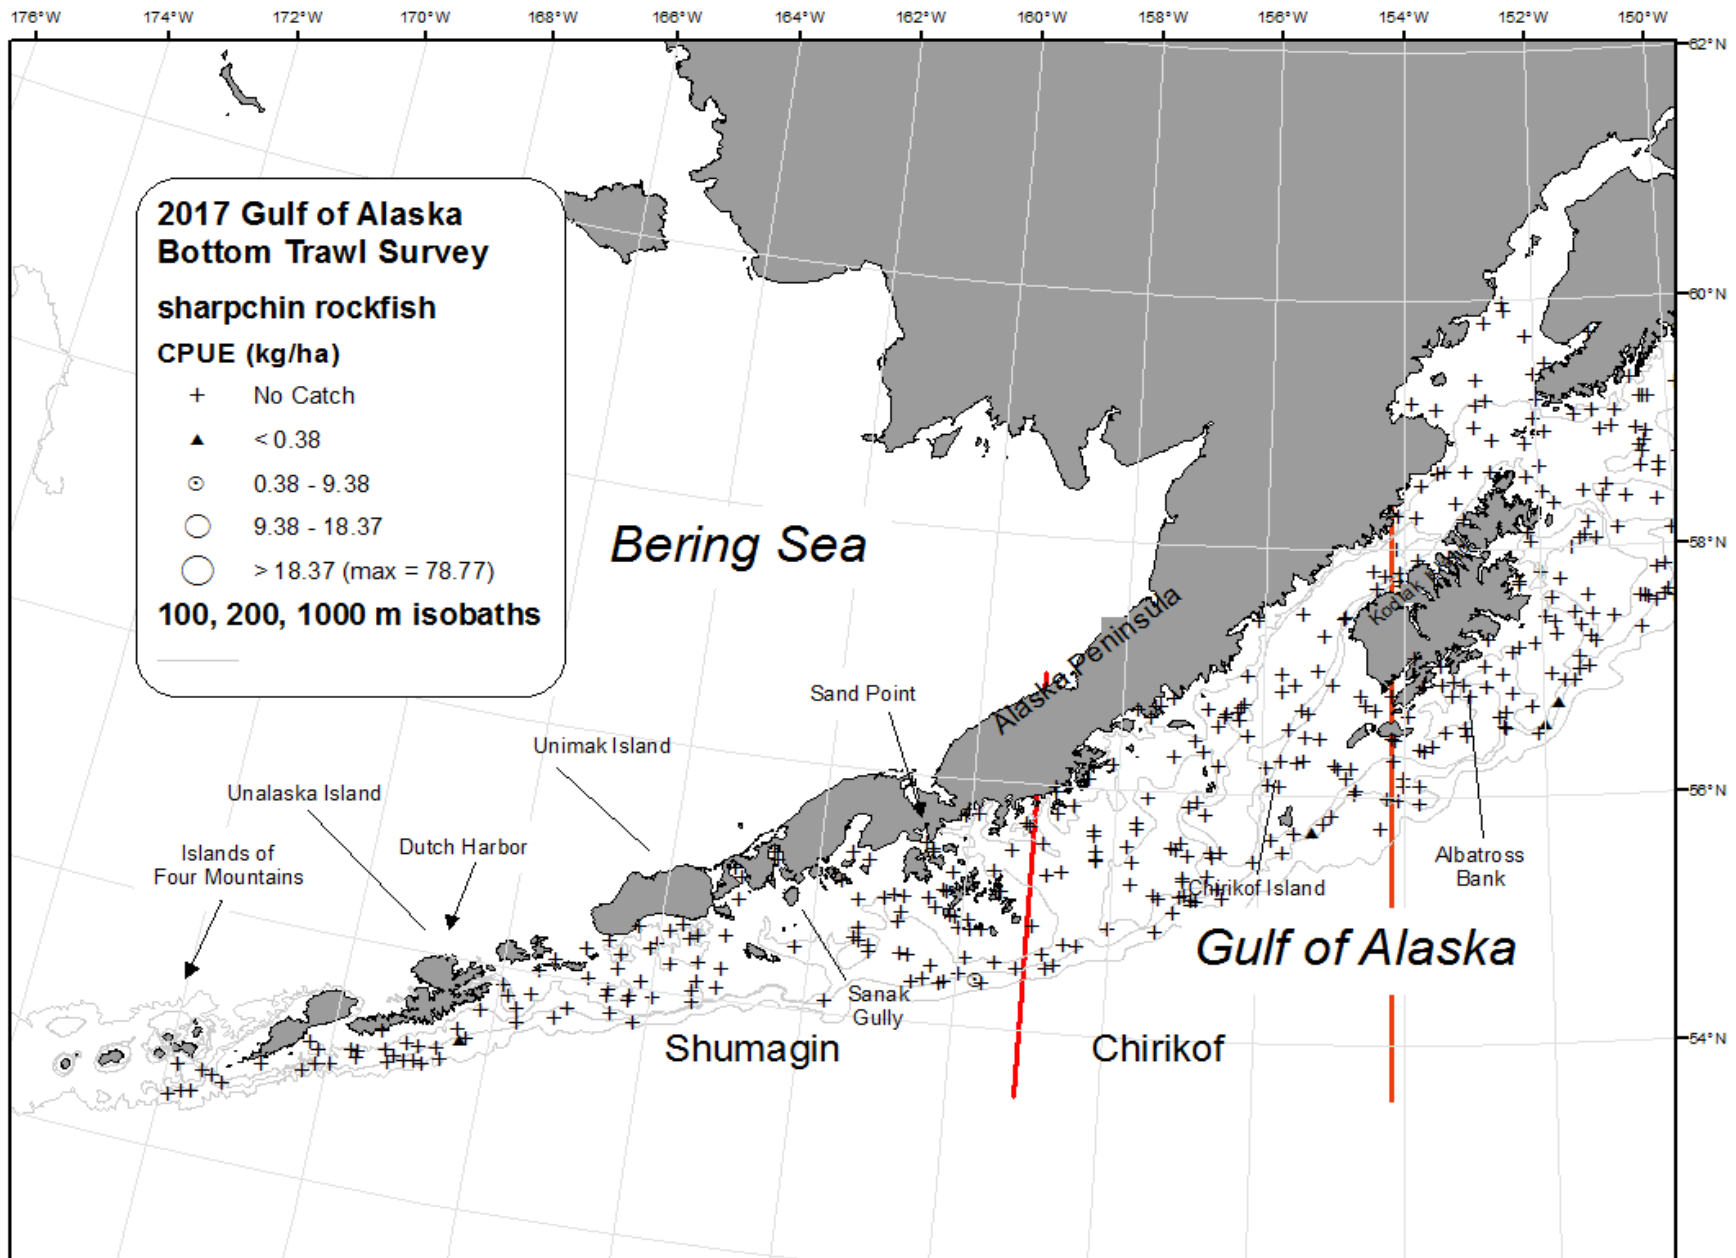 176°W 174°W 172°W 170°W 168°W 166°W 164°W 162°W 160°W 158°W 156°W 154°W 152°W 150°W
62°N
2017 Gulf of Alaska
Bottom Trawl Survey
sharpchin rockfish
CPUE (kg/ha)
No Catch
< 0.38
0.38 - 9.38
9.38 - 18.37
> 18.37 (max = 78.77)
100, 200, 1000 m isobaths
60°N
Bering Sea
58°N
Kodiak
Alaska Peninsula
Sand Point
Unimak Island
Unalaska Island
56°N
Dutch Harbor
Islands of
Four Mountains
Albatross
Bank
Chirikof Island
Gulf of Alaska
Sanak
Gully
Shumagin
Chirikof
54°N